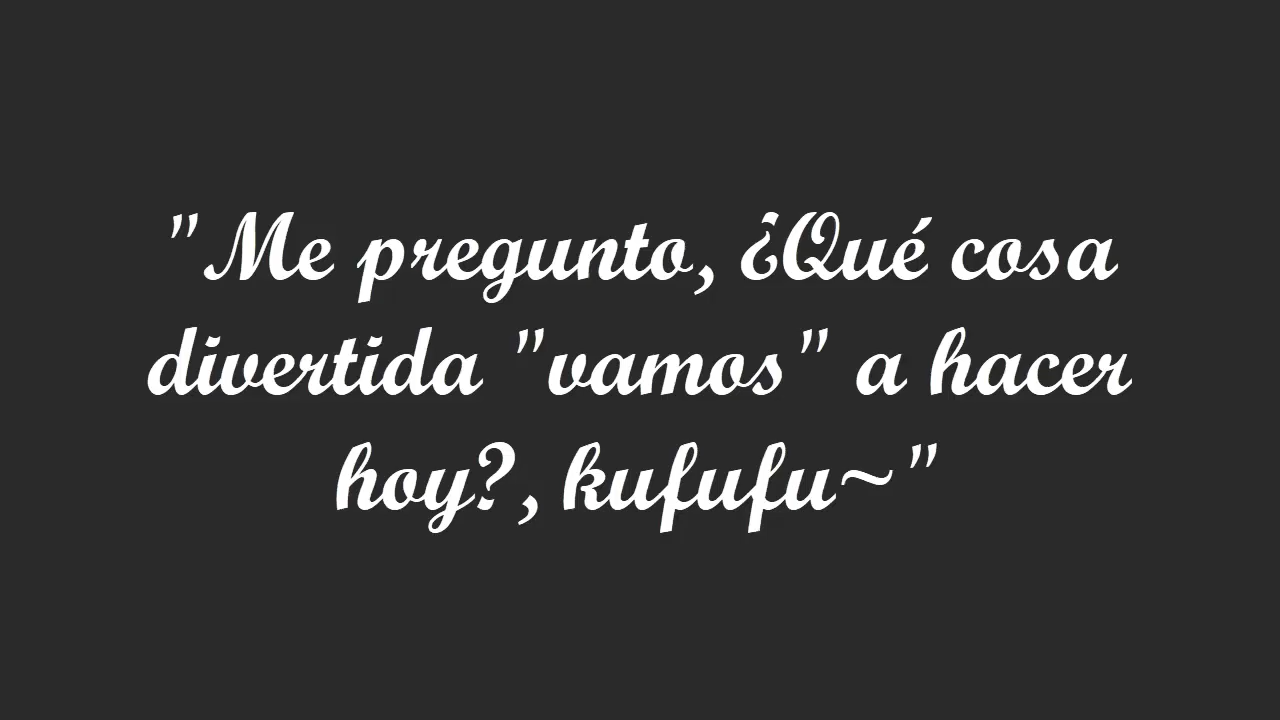 "Me pregunto, ¿Qué cosa
divertida "vamos" a hacer
hoy?, kufufu~"